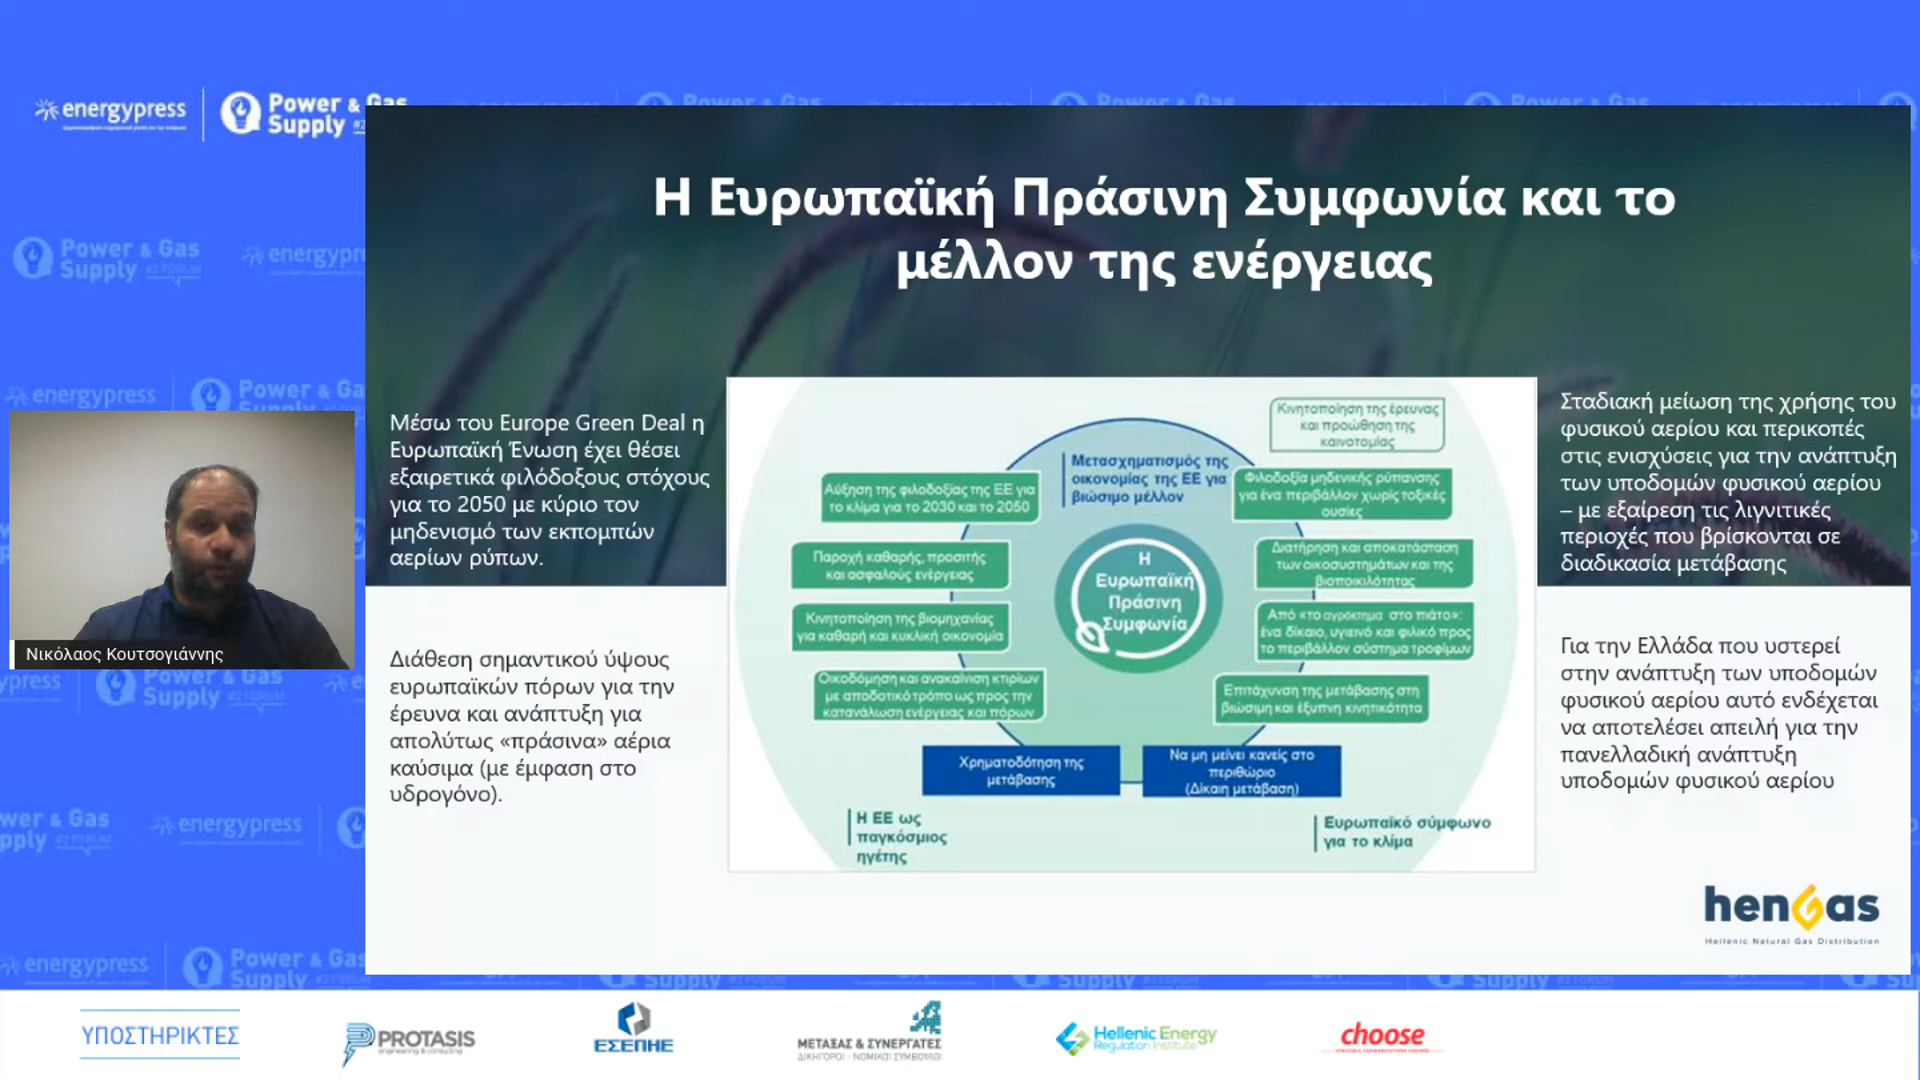 energypress
Power & Gas
Supply
Η Ευρωπαϊκή Πράσινη Συμφωνία και το
μέλλον της ενέργειας
Μέσω του Europe Green Deal η
Ευρωπαϊκή Ένωση έχει θέσει
εξαιρετικά φιλόδοξους στόχους
για το 2050 με κύριο τον
μηδενισμό των εκπομπών
αερίων ρύπων.
Διάθεση σημαντικού ύψους
ευρωπαϊκών πόρων για την
έρευνα και ανάπτυξη για
απολύτως «πράσινα» αέρια
καύσιμα (με έμφαση στο
υδρογόνο).
Κινητοποίηση της έρευνας
και προώθηση της
καινοτομίας
Μετασχηματισμός της
οικονομίας της ΕΕ για
βιώσιμο μέλλον
Αύξηση της φιλοδοξίας της ΕΕ για
το κλίμα για το 2030 και το 2050
Φιλοδοξία μηδενικής ρύπανσης
για ένα περιβάλλον χωρίς τοξικές
ουσίες
Παροχή καθαρής, προσιτής
και ασφαλούς ενέργειας
Διατήρηση και αποκατάσταση
των οικοσυστημάτων και της
βιοποικιλότητας
Η
Ευρωπαϊκή
Πράσινη
Συμφωνία
Κινητοποίηση της βιομηχανίας
για καθαρή και κυκλική οικονομία
Από «το αγρόκτημα στο πιάτο»:
ένα δίκαιο, υγιεινό και φιλικό προς
το περιβάλλον σύστημα τροφίμων
Οικοδόμηση και ανακαίνιση κτιρίων
με αποδοτικό τρόπο ως προς την
κατανάλωση ενέργειας και πόρων
Επιτάχυνση της μετάβασης στη
βιώσιμη και έξυπνη κινητικότητα
Χρηματοδότηση της
μετάβασης
Να μη μείνει κανείς στο
περιθώριο
(Δίκαιη μετάβαση)
Η ΕΕ ως
παγκόσμιος
ηγέτης
Ευρωπαϊκό σύμφωνο
για το κλίμα
Σταδιακή μείωση της χρήσης του
φυσικού αερίου και περικοπές
στις ενισχύσεις για την ανάπτυξη
των υποδομών φυσικού αερίου
– με εξαίρεση τις λιγνιτικές
περιοχές που βρίσκονται σε
διαδικασία μετάβασης
Για την Ελλάδα που υστερεί
στην ανάπτυξη των υποδομών
φυσικού αερίου αυτό ενδέχεται
να αποτελέσει απειλή για την
πανελλαδική ανάπτυξη
υποδομών φυσικού αερίου
henGas
Hellenic Natural Gas Distribution
Νικόλαος Κουτσογιάννης
ΥΠΟΣΤΗΡΙΚΤΕΣ
PROTASIS
engineering & consulting
ΕΣΕΠΗΕ
ΜΕΤΑΞΑΣ & ΣΥΝΕΡΓΑΤΕΣ
ΔΙΚΗΓΟΡΟΙ - ΝΟΜΙΚΟΙ ΣΥΜΒΟΥΛΟΙ
Hellenic Energy
Regulation Institute
choose